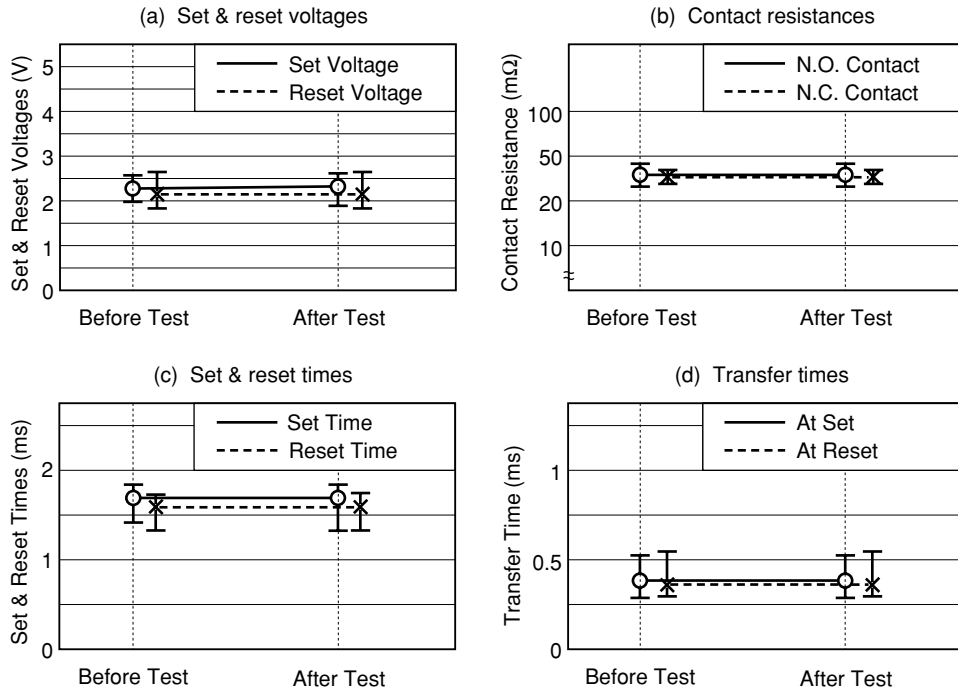 (a) Set & reset voltages
Set & Reset Voltages (V)
5
4
3
2
1
0
Set Voltage
Reset Voltage
Before Test
After Test
(b) Contact resistances
Contact Resistance (mΩ)
100
50
20
10
≈
≈
N.O. Contact
N.C. Contact
Before Test
After Test
(c) Set & reset times
Set & Reset Times (ms)
2
1
0
Set Time
Reset Time
Before Test
After Test
(d) Transfer times
Transfer Time (ms)
1
0.5
0
At Set
At Reset
Before Test
After Test